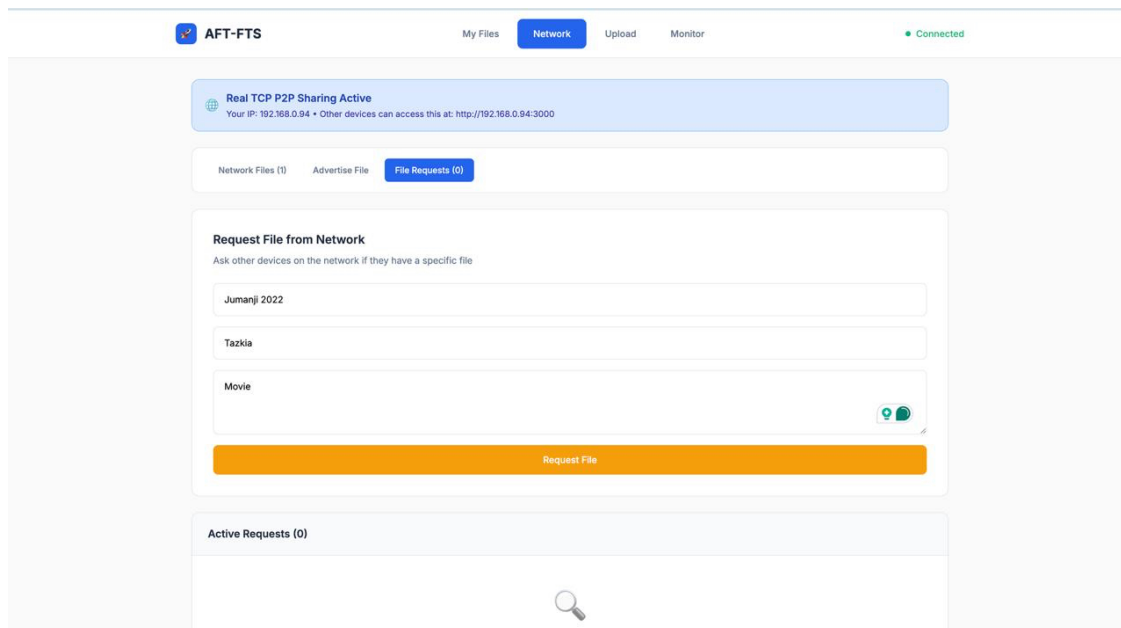 AFT-FTS
My Files
Network
Upload
Monitor
Connected
Real TCP P2P Sharing Active
Your IP: 192.168.0.94 • Other devices can access this at: http://192.168.0.94:3000
Network Files (1)
Advertise File
File Requests (0)
Request File from Network
Ask other devices on the network if they have a specific file
Jumanji 2022
Tazkia
Movie
Request File
Active Requests (0)